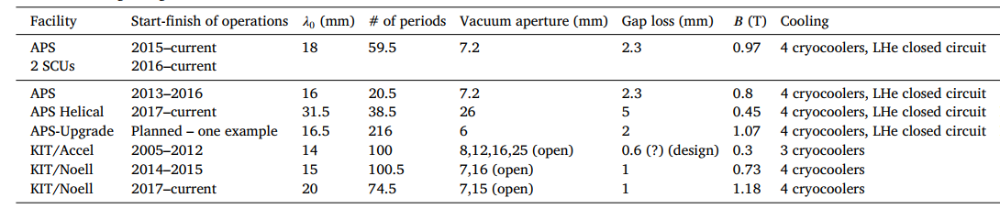 Facility Start-finish of operations λ0 (mm) # of periods Vacuum aperture (mm) Gap loss (mm) B (T) Cooling
APS 2015–current 18 59.5 7.2 2.3 0.97 4 cryocoolers, LHe closed circuit
2 SCUs 2016–current
APS 2013–2016 16 20.5 7.2 2.3 0.8 4 cryocoolers, LHe closed circuit
APS Helical 2017–current 31.5 38.5 26 5 0.45 4 cryocoolers, LHe closed circuit
APS-Upgrade Planned – one example 16.5 216 6 2 1.07 4 cryocoolers, LHe closed circuit
KIT/Accel 2005–2012 14 100 8,12,16,25 (open) 0.6 (?) (design) 0.3 3 cryocoolers
KIT/Noell 2014–2015 15 100.5 7,16 (open) 1 0.73 4 cryocoolers
KIT/Noell 2017–current 20 74.5 7,15 (open) 1 1.18 4 cryocoolers